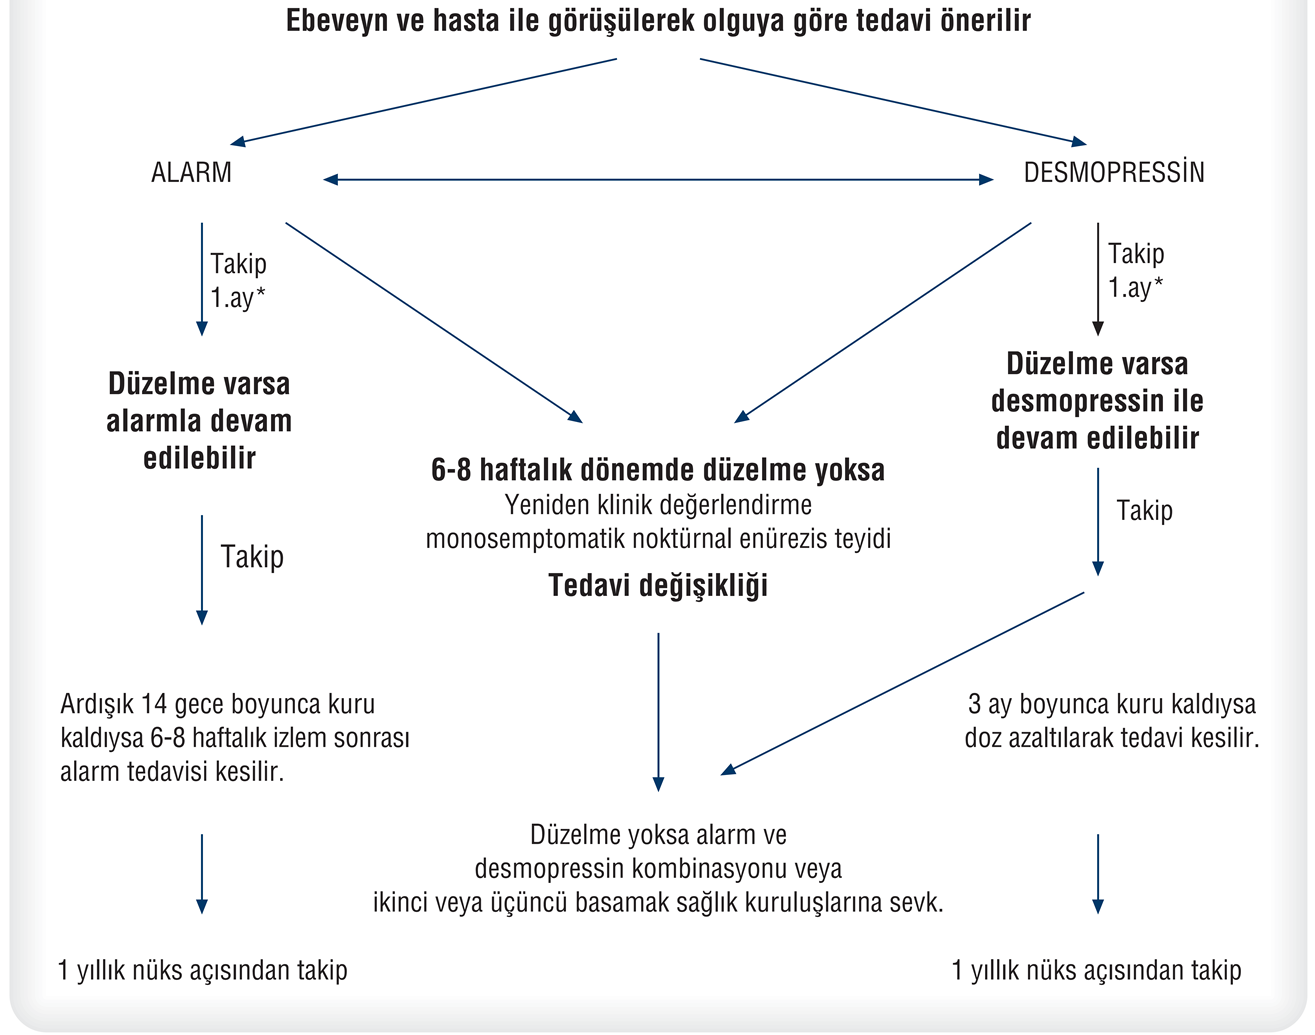 Ebeveyn ve hasta ile görüşülerek olguya göre tedavi önerilir
ALARM
DESMOPRESSİN
Takip
1.ay*
Takip
1.ay*
Düzelme varsa
alarmla devam
edilebilir
Düzelme varsa
desmopressin ile
devam edilebilir
6-8 haftalık dönemde düzelme yoksa
Yeniden klinik değerlendirme
monosemptomatik noktürnal enürezis teyidi
Tedavi değişikliği
Takip
Takip
Ardışık 14 gece boyunca kuru
kaldıysa 6-8 haftalık izlem sonrası
alarm tedavisi kesilir.
3 ay boyunca kuru kaldıysa
doz azaltılarak tedavi kesilir.
Düzelme yoksa alarm ve
desmopressin kombinasyonu veya
ikinci veya üçüncü basamak sağlık kuruluşlarına sevk.
1 yıllık nüks açısından takip
1 yıllık nüks açısından takip